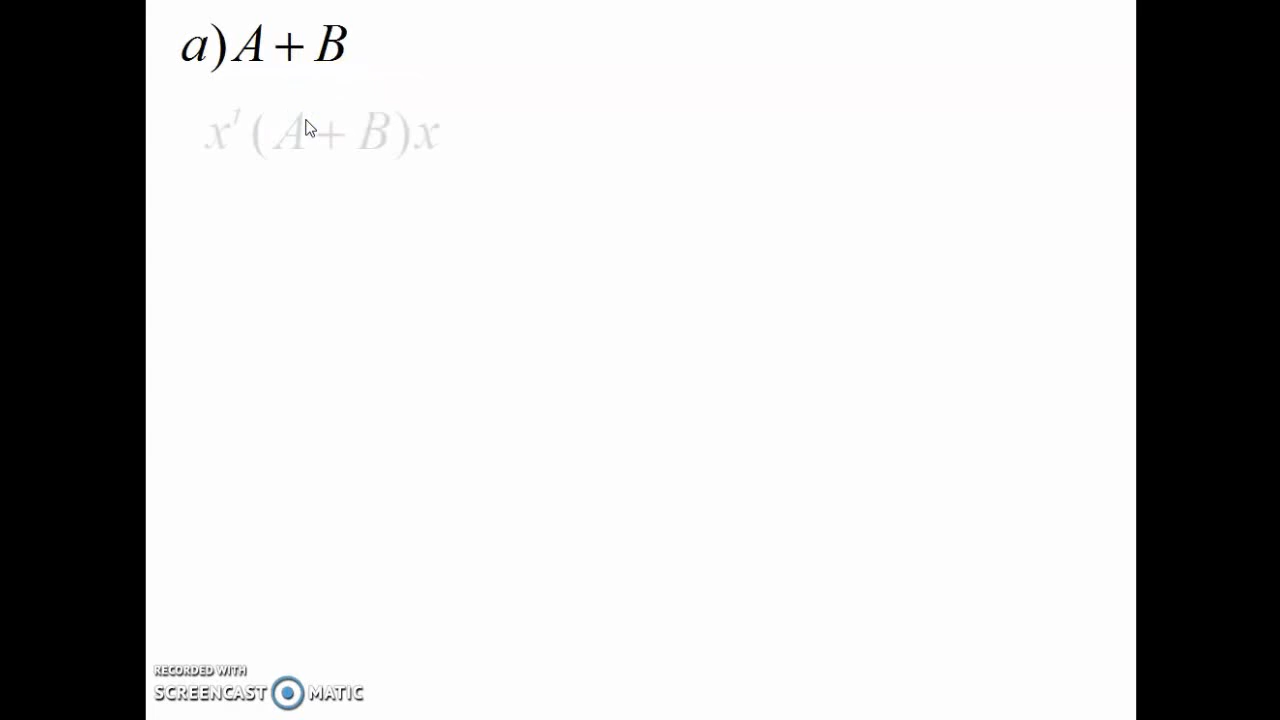 a) A + B
x' (A + B)x
RECORDED WITH
SCREENCAST MATIC